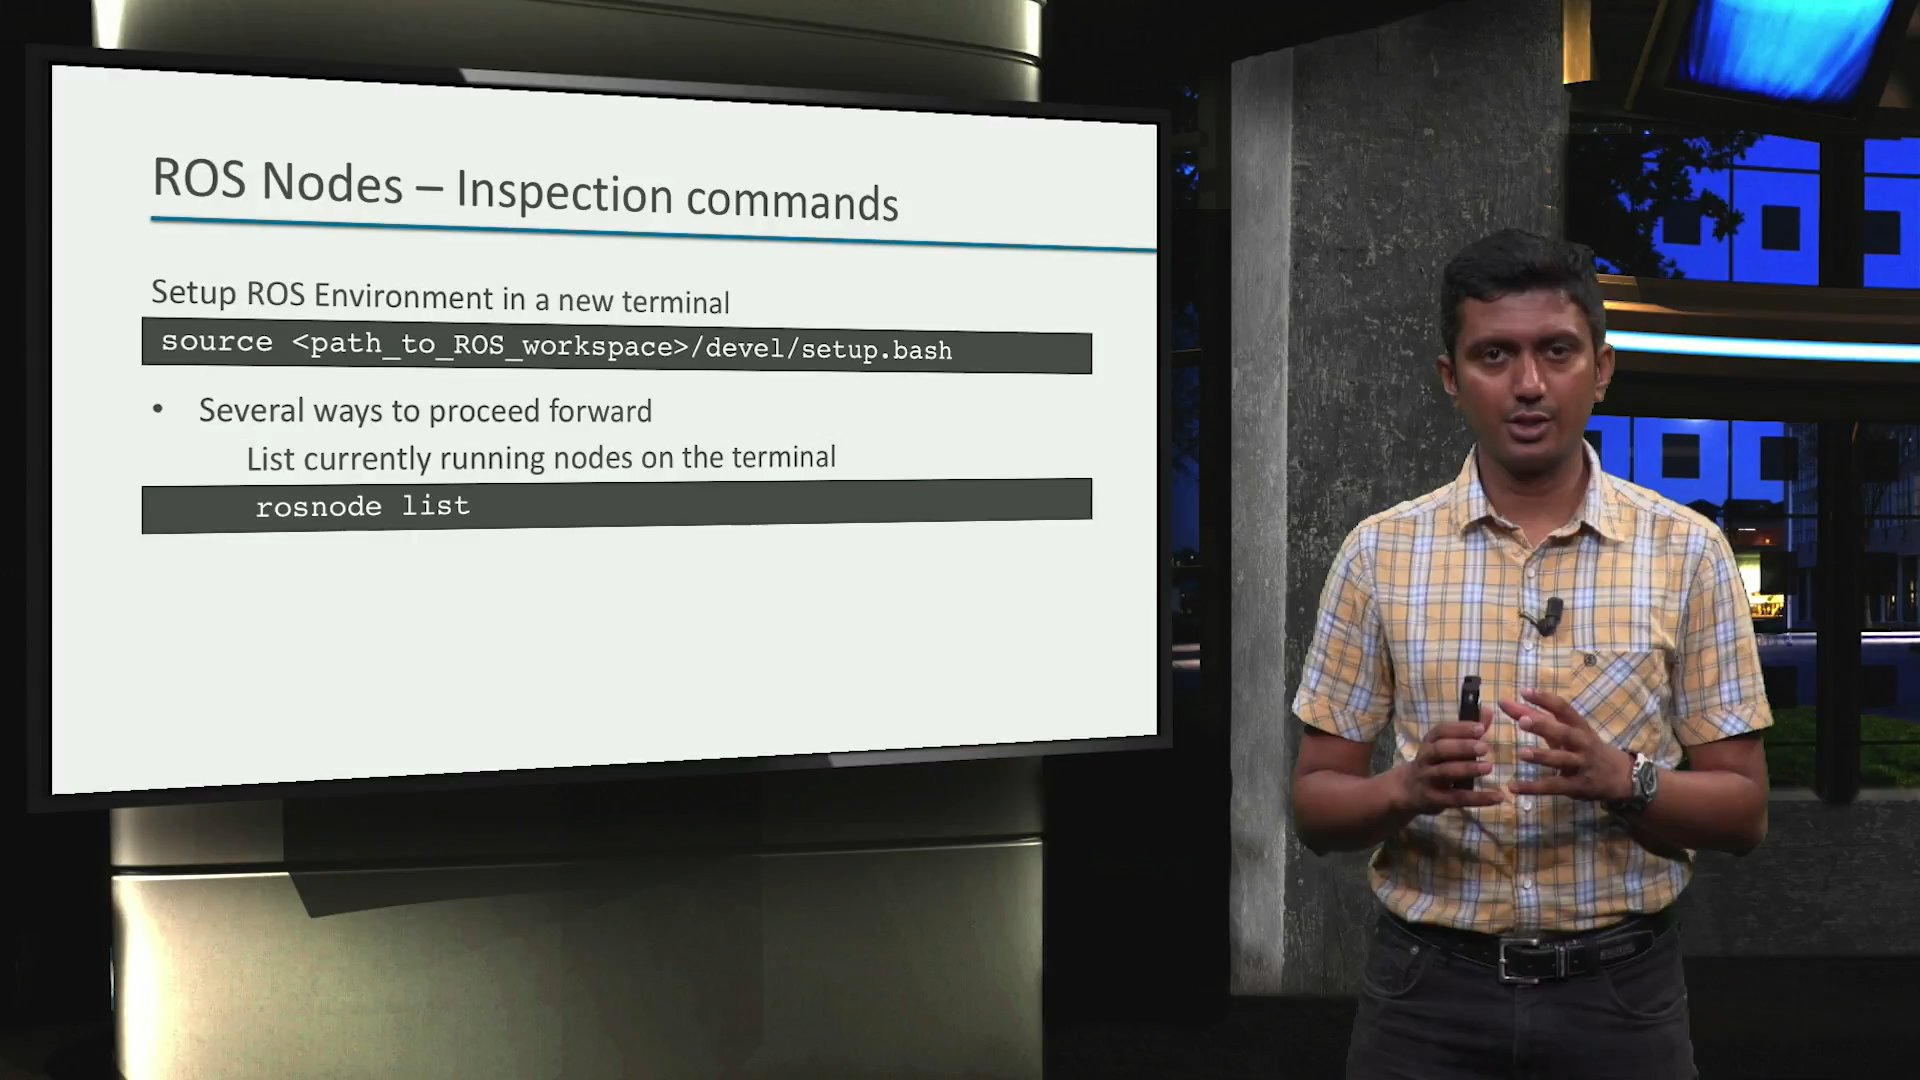 ROS Nodes – Inspection commands
Setup ROS Environment in a new terminal
source <path_to_ROS_workspace>/devel/setup.bash
• Several ways to proceed forward
List currently running nodes on the terminal
rosnode list